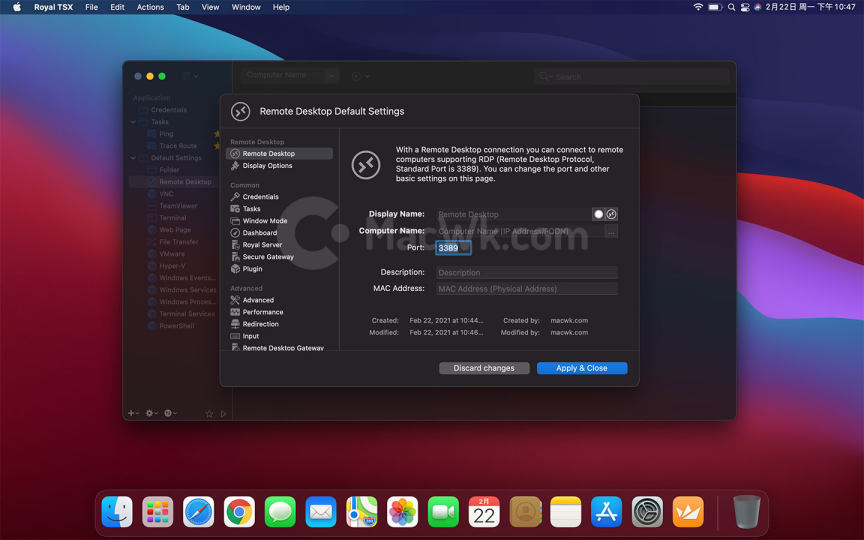 Royal TSX File Edit Actions Tab View Window Help 2月22日 周一 下午10:47
Computer Name
Search
Application
Credentials
Tasks
Ping
Trace Route
Default Settings
Folder
Remote Desktop
VNC
TeamViewer
Terminal
Web Page
File Transfer
VMware
Hyper-V
Windows Events...
Windows Services
Windows Proces...
Terminal Services
PowerShell
Remote Desktop Default Settings
Remote Desktop
Remote Desktop
Display Options
Common
Credentials
Tasks
Window Mode
Dashboard
Royal Server
Secure Gateway
Plugin
Advanced
Advanced
Performance
Redirection
Input
Remote Desktop Gateway
With a Remote Desktop connection you can connect to remote
computers supporting RDP (Remote Desktop Protocol,
Standard Port is 3389). You can change the port and other
basic settings on this page.
Display Name: Remote Desktop
Computer Name: Computer Name (IP Address/FQDN) ...
Port: 3389
Description: Description
MAC Address: MAC Address (Physical Address)
Created: Feb 22, 2021 at 10:44... Created by: macwk.com
Modified: Feb 22, 2021 at 10:46... Modified by: macwk.com
Discard changes Apply & Close
MacWk.com
2月
22